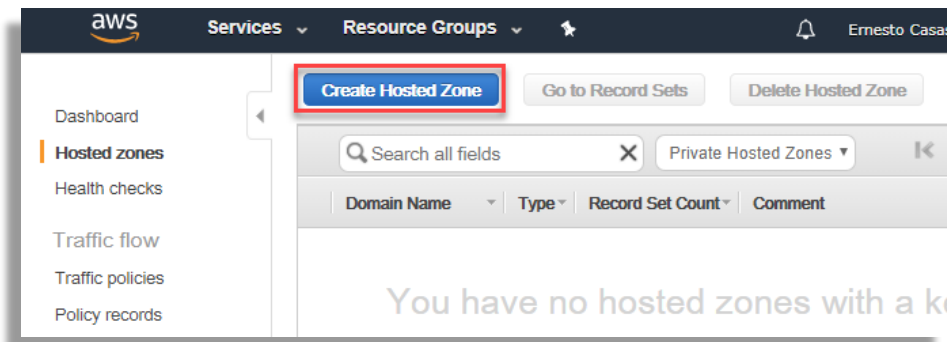 aws Services Resource Groups Ernesto Casas
Create Hosted Zone Go to Record Sets Delete Hosted Zone
Dashboard
Hosted zones
Health checks
Traffic flow
Traffic policies
Policy records
Search all fields Private Hosted Zones
Domain Name Type Record Set Count Comment
You have no hosted zones with a